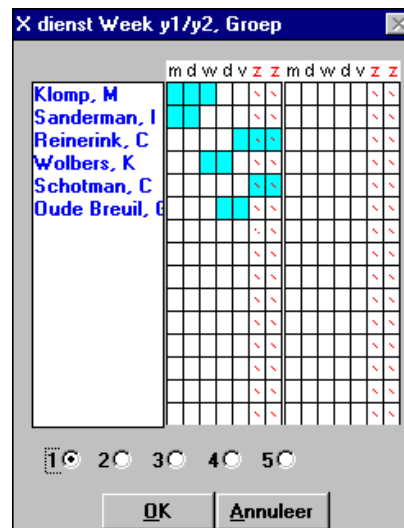 X dienst Week y1/y2, Groep
m d w d v z z m d w d v z z
Klomp, M
Sanderman, I
Reinerink, C
Wolbers, K
Schotman, C
Oude Breuil, G
1 2 3 4 5
OK Annuleer